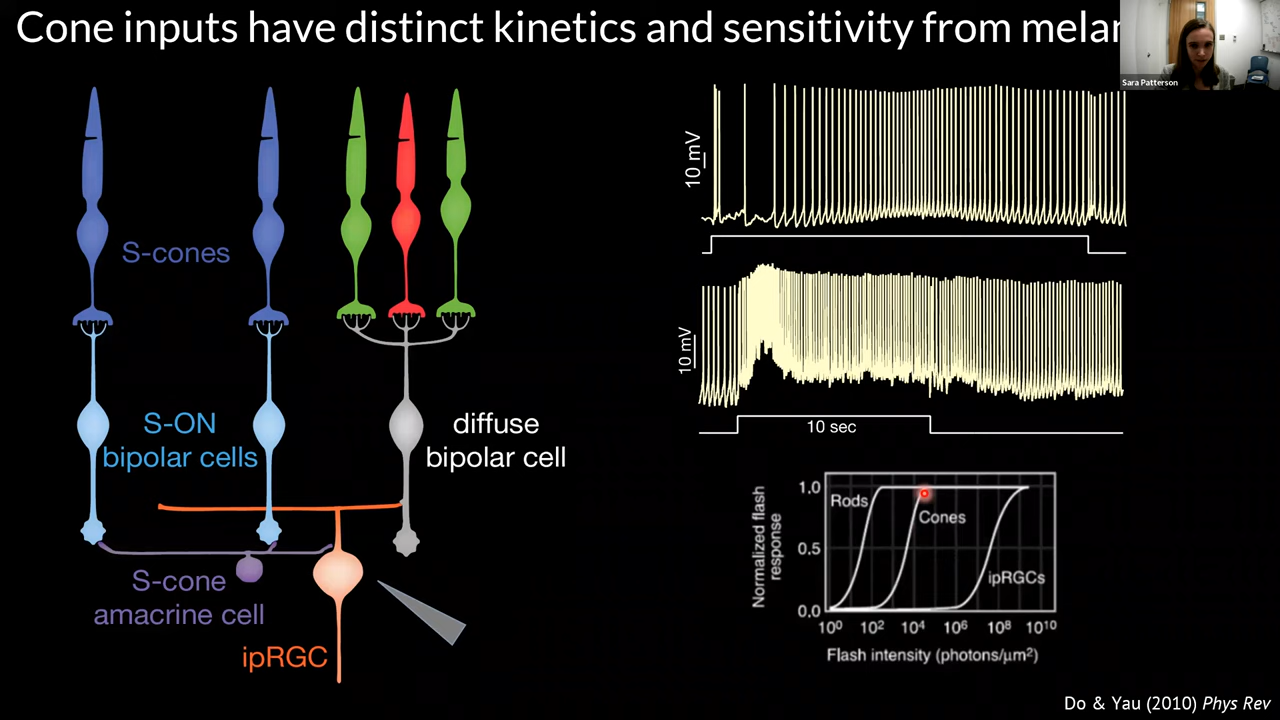 Cone inputs have distinct kinetics and sensitivity from melan
Sara Patterson
S-cones
S-ON
bipolar cells
diffuse
bipolar cell
S-cone
amacrine cell
ipRGC
10 mV
10 mV
10 sec
Normalized flash
response
1.0
0.5
0.0
Rods
Cones
ipRGCs
10⁰ 10² 10⁴ 10⁶ 10⁸ 10¹⁰
Flash intensity (photons/μm²)
Do & Yau (2010) Phys Rev